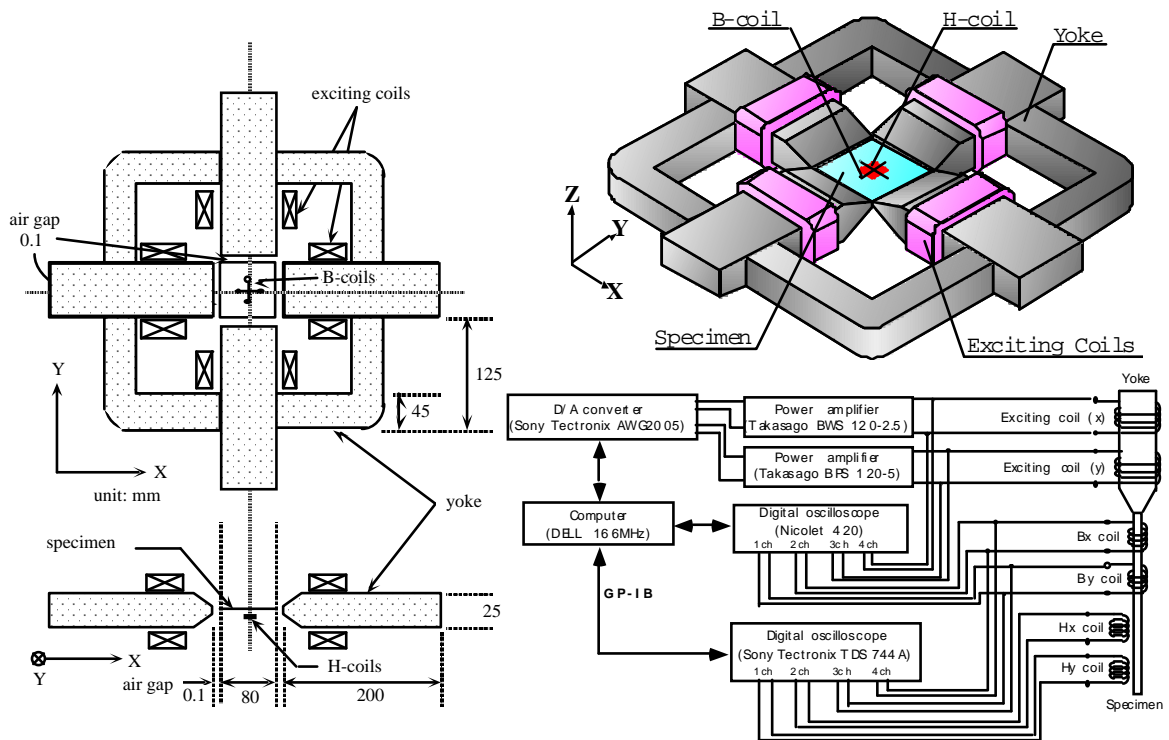 exciting coils
air gap
0.1
B-coils
Y
X
unit: mm
125
45
yoke
specimen
H-coils
25
Y
X
air gap
0.1
80
200
B-coil
H-coil
Yoke
Z
Y
X
Specimen
Exciting Coils
D/A converter
(Sony Tectronix AWG2005)
Power amplifier
(Takasago BWS 120-2.5)
Power amplifier
(Takasago BPS 120-5)
Computer
(DELL 166MHz)
Digital oscilloscope
(Nicolet 420)
1ch 2ch 3ch 4ch
GP-IB
Digital oscilloscope
(Sony Tectronix TDS 744A)
1ch 2ch 3ch 4ch
Yoke
Exciting coil (x)
Exciting coil (y)
Bx coil
By coil
Hx coil
Hy coil
Specimen